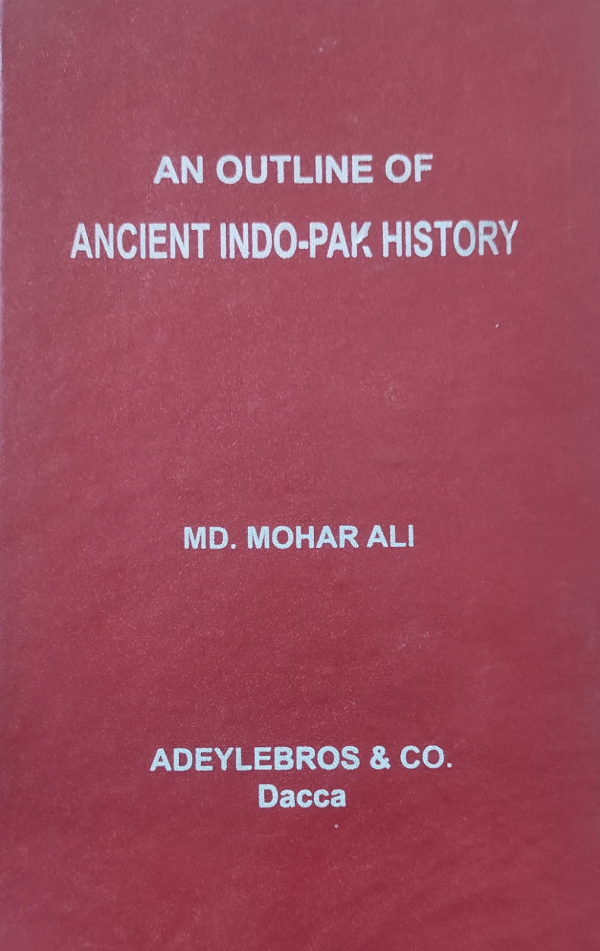 AN OUTLINE OF
ANCIENT INDO-PAK HISTORY
MD. MOHAR ALI
ADEYLEBROS & CO.
Dacca